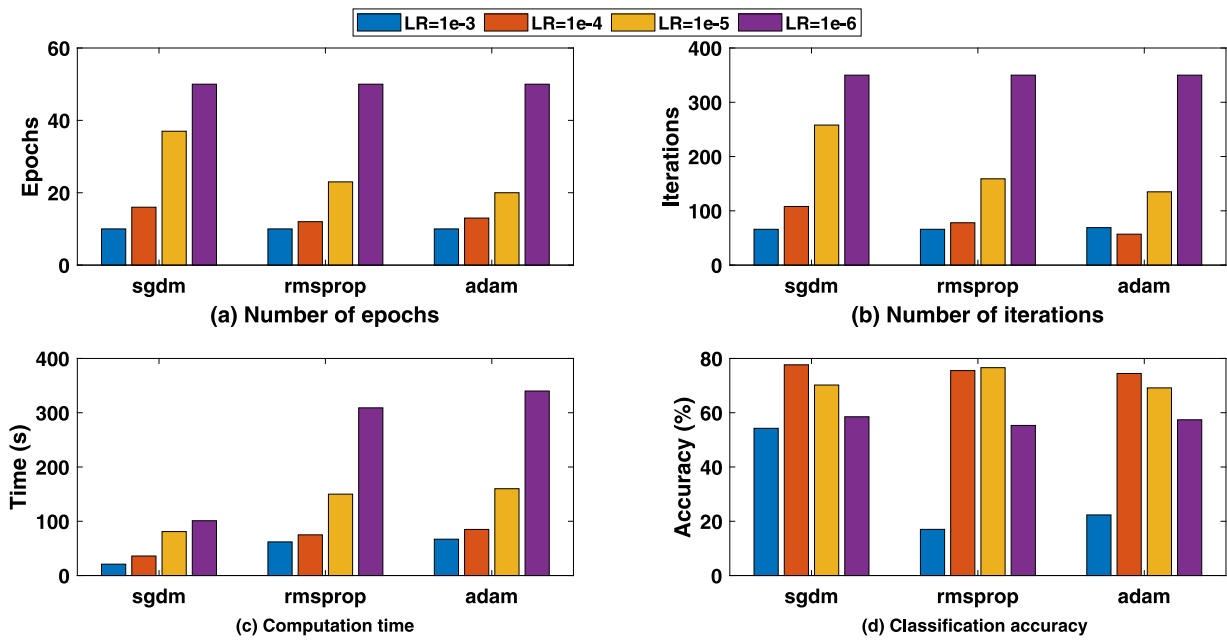 LR=1e-3 LR=1e-4 LR=1e-5 LR=1e-6
60
40
20
0
Epochs
sgdm rmsprop adam
(a) Number of epochs
400
300
200
100
0
Iterations
sgdm rmsprop adam
(b) Number of iterations
400
300
200
100
0
Time (s)
sgdm rmsprop adam
(c) Computation time
80
60
40
20
0
Accuracy (%)
sgdm rmsprop adam
(d) Classification accuracy